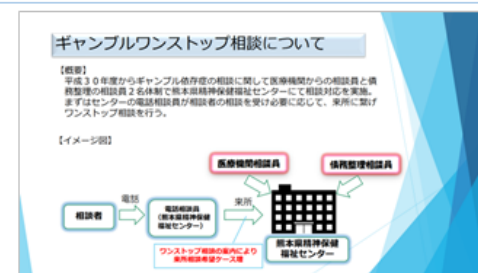 ギャンブルワンストップ相談について
【概要】
平成３０年度からギャンブル依存症の相談に関して医療機関からの相談員と債
務整理の相談員２名体制で熊本県精神保健福祉センターにて相談対応を実施。
まずはセンターの電話相談員が相談者の相談を受け必要に応じて、来所に繋げ
ワンストップ相談を行う。
【イメージ図】
医療機関相談員
債務整理相談員
電話
来所
相談者
電話相談員
(熊本県精神保健
福祉センター)
ワンストップ相談の案内により
来所相談希望ケース増
熊本県精神保健
福祉センター